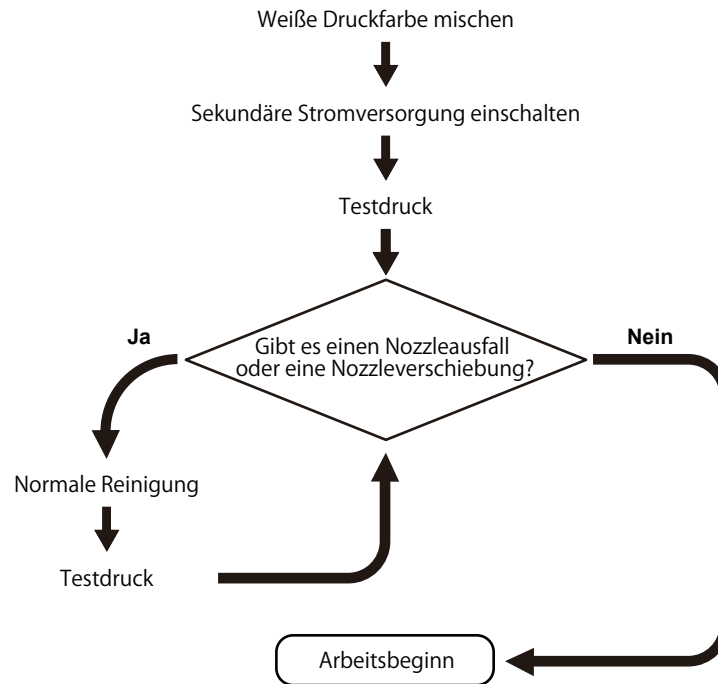 Weiße Druckfarbe mischen
Sekundäre Stromversorgung einschalten
Testdruck
Ja
Gibt es einen Nozzleausfall
oder eine Nozzleverschiebung?
Nein
Normale Reinigung
Testdruck
Arbeitsbeginn